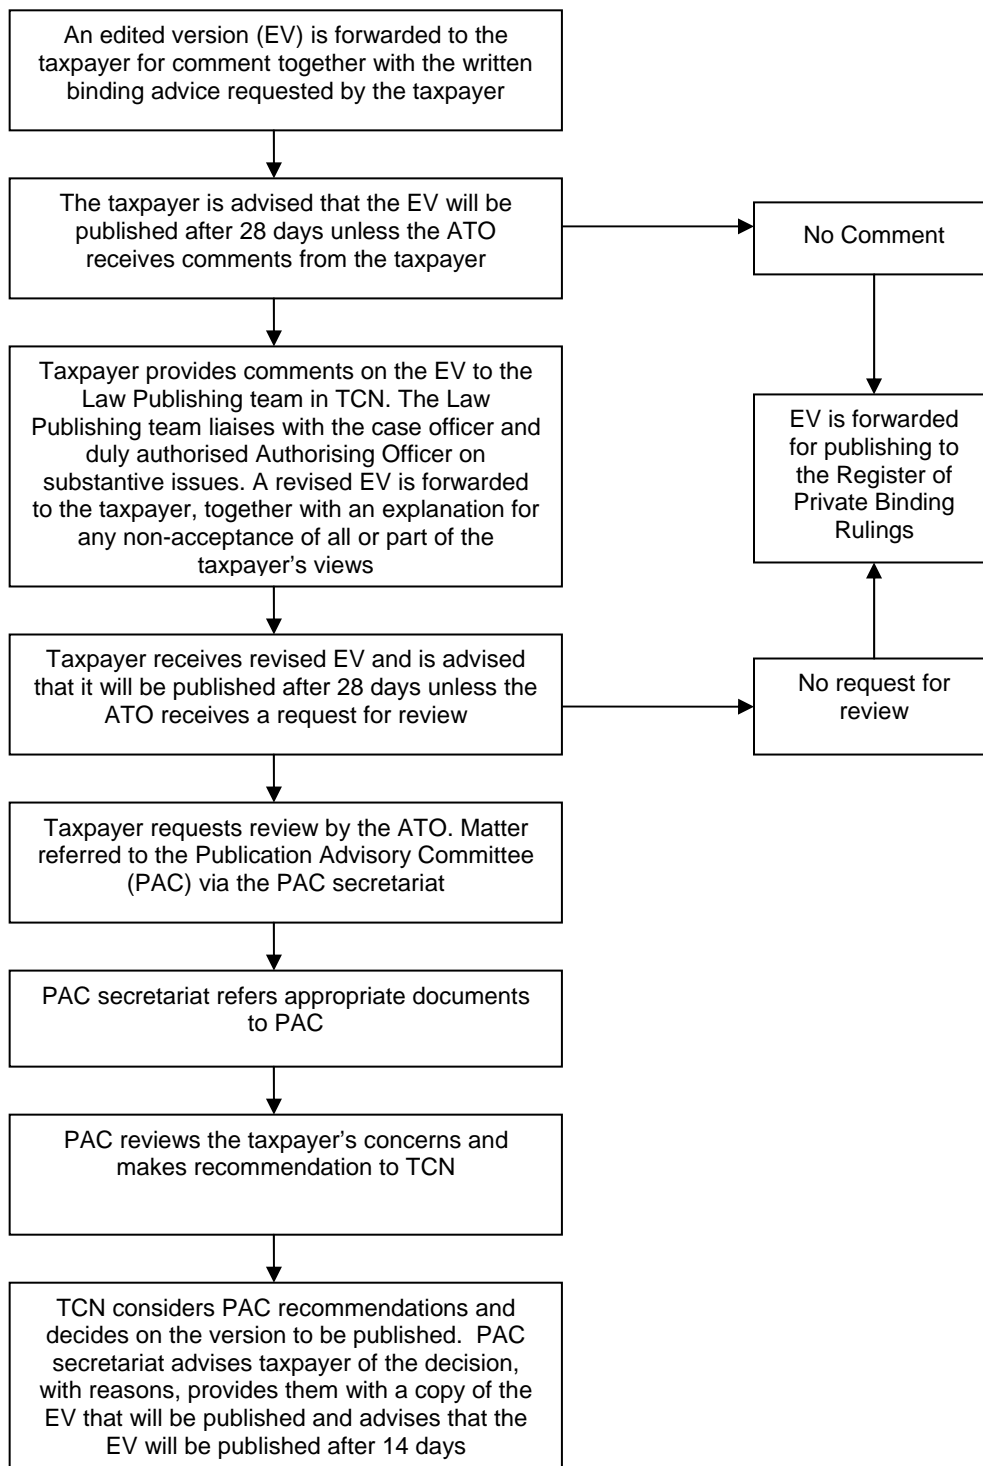 An edited version (EV) is forwarded to the
taxpayer for comment together with the written
binding advice requested by the taxpayer
The taxpayer is advised that the EV will be
published after 28 days unless the ATO
receives comments from the taxpayer
No Comment
Taxpayer provides comments on the EV to the
Law Publishing team in TCN. The Law
Publishing team liaises with the case officer and
duly authorised Authorising Officer on
substantive issues. A revised EV is forwarded
to the taxpayer, together with an explanation for
any non-acceptance of all or part of the
taxpayer’s views
EV is forwarded
for publishing to
the Register of
Private Binding
Rulings
Taxpayer receives revised EV and is advised
that it will be published after 28 days unless the
ATO receives a request for review
No request for
review
Taxpayer requests review by the ATO. Matter
referred to the Publication Advisory Committee
(PAC) via the PAC secretariat
PAC secretariat refers appropriate documents
to PAC
PAC reviews the taxpayer’s concerns and
makes recommendation to TCN
TCN considers PAC recommendations and
decides on the version to be published.  PAC
secretariat advises taxpayer of the decision,
with reasons, provides them with a copy of the
EV that will be published and advises that the
EV will be published after 14 days